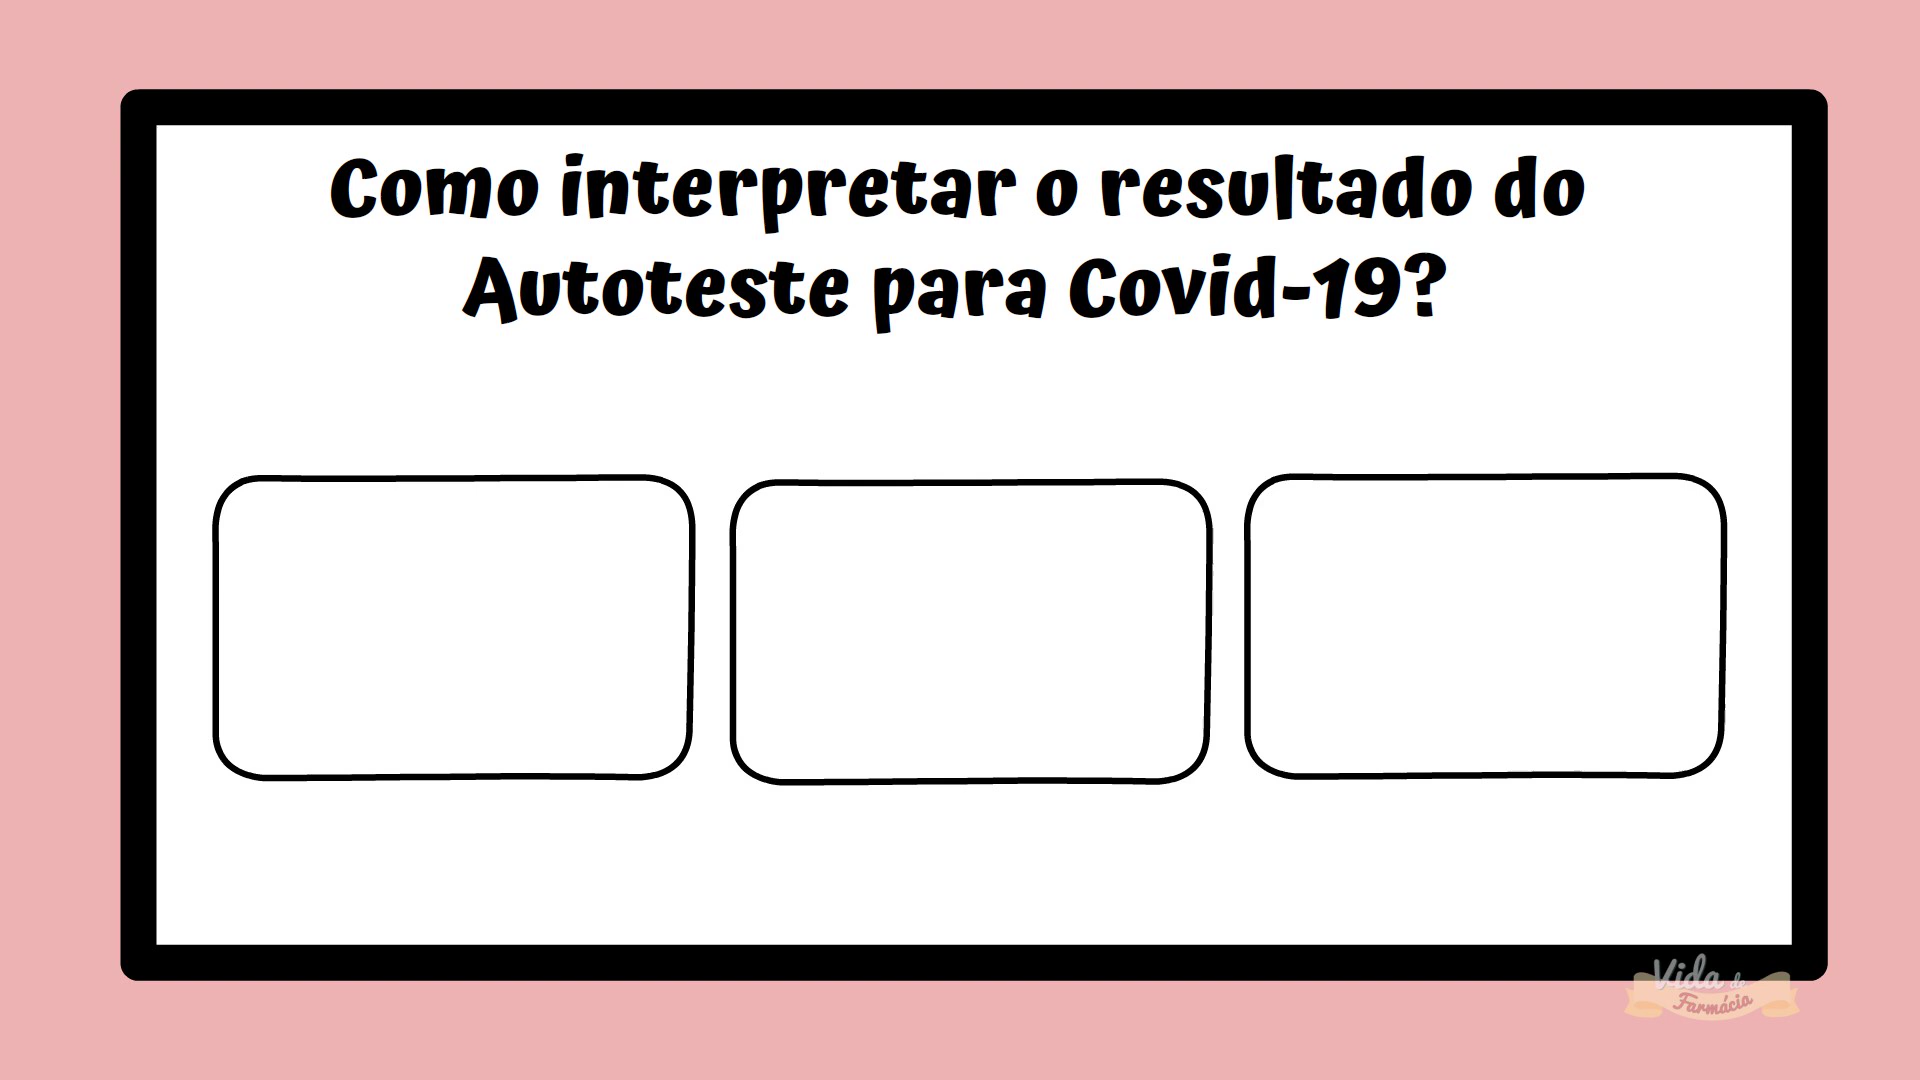 Como interpretar o resultado do
Autoteste para Covid-19?
Vida de
Farmácia